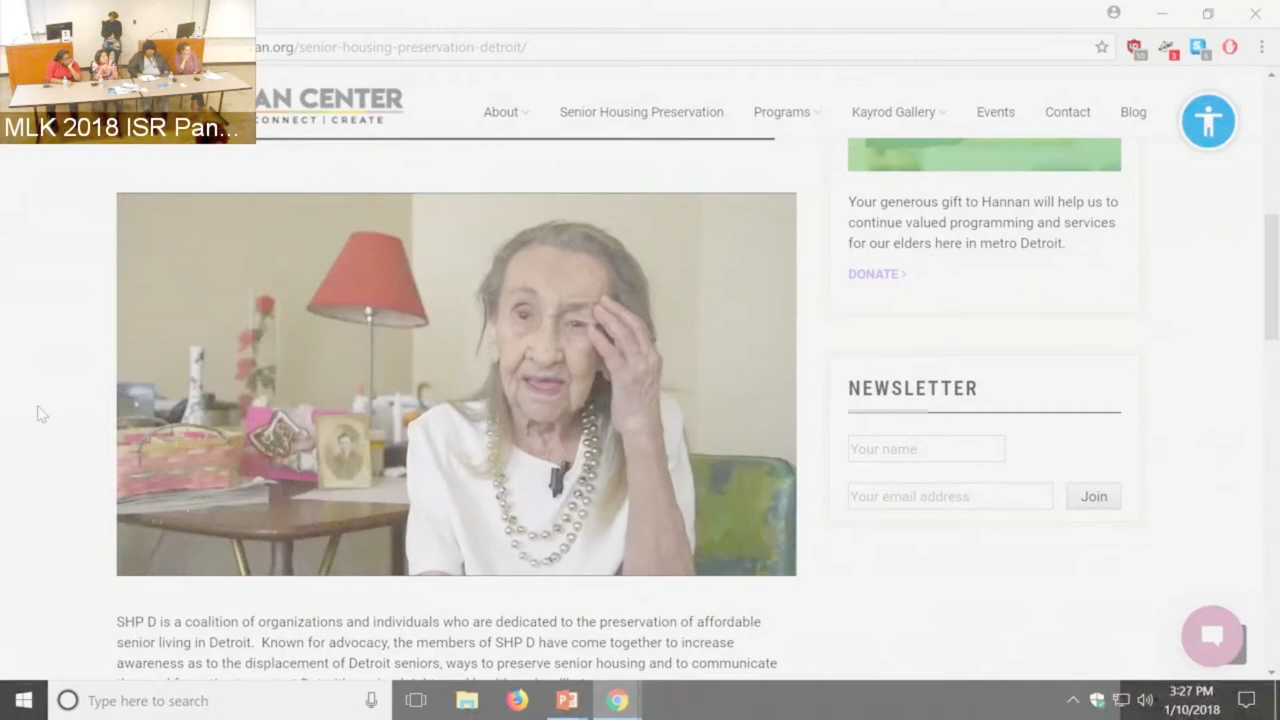 MLK 2018 ISR Pan...
an.org/senior-housing-preservation-detroit/
AN CENTER
CONNECT | CREATE
About
Senior Housing Preservation
Programs
Kayrod Gallery
Events
Contact
Blog
Your generous gift to Hannan will help us to
continue valued programming and services
for our elders here in metro Detroit.
DONATE ›
NEWSLETTER
Your name
Your email address
Join
SHP D is a coalition of organizations and individuals who are dedicated to the preservation of affordable
senior living in Detroit. Known for advocacy, the members of SHP D have come together to increase
awareness as to the displacement of Detroit seniors, ways to preserve senior housing and to communicate
Type here to search
3:27 PM
1/10/2018